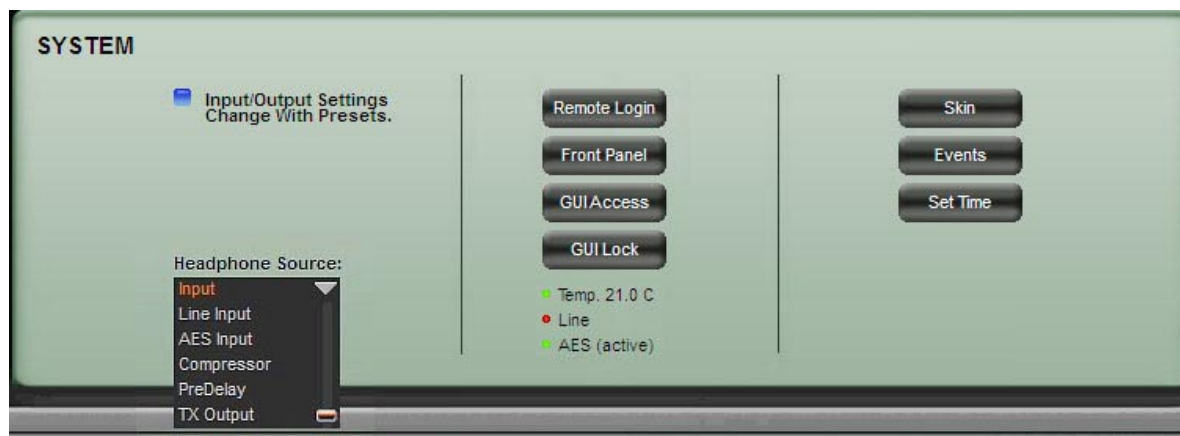 SYSTEM
Input/Output Settings
Change With Presets.
Headphone Source:
Input
Line Input
AES Input
Compressor
PreDelay
TX Output
Remote Login
Front Panel
GUI Access
GUI Lock
Temp. 21.0 C
Line
AES (active)
Skin
Events
Set Time